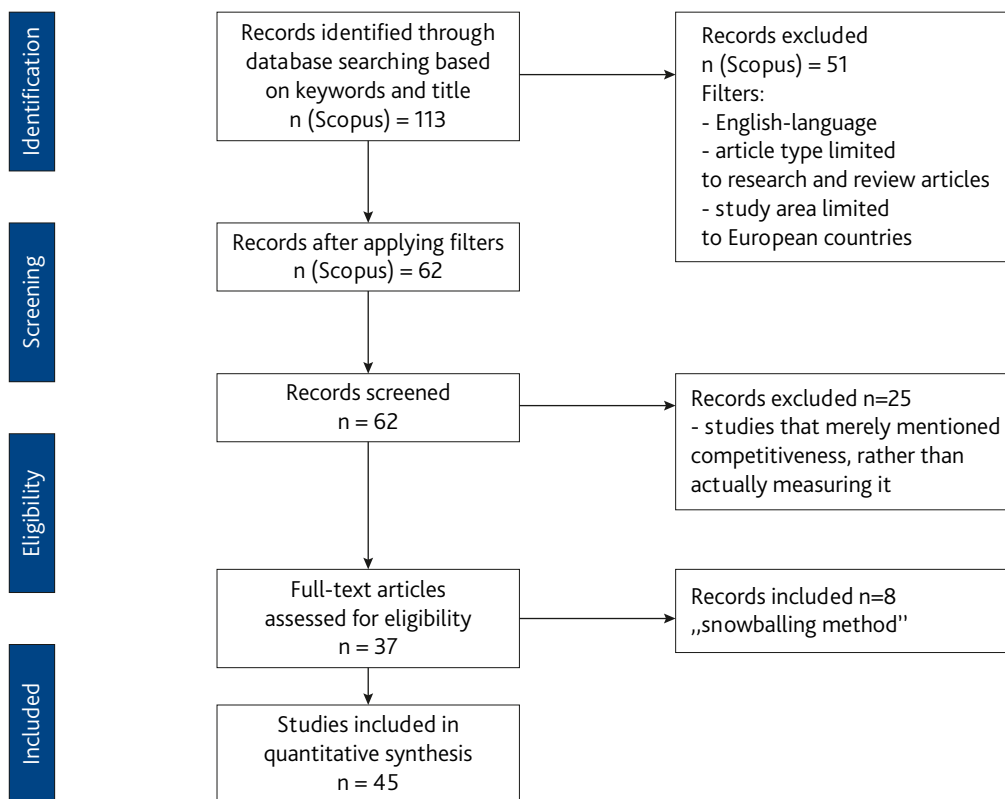 Identification
Records identified through
database searching based
on keywords and title
n (Scopus) = 113
Records excluded
n (Scopus) = 51
Filters:
- English-language
- article type limited
to research and review articles
- study area limited
to European countries
Screening
Records after applying filters
n (Scopus) = 62
Records screened
n = 62
Records excluded n=25
- studies that merely mentioned
competitiveness, rather than
actually measuring it
Eligibility
Full-text articles
assessed for eligibility
n = 37
Records included n=8
,,snowballing method''
Included
Studies included in
quantitative synthesis
n = 45